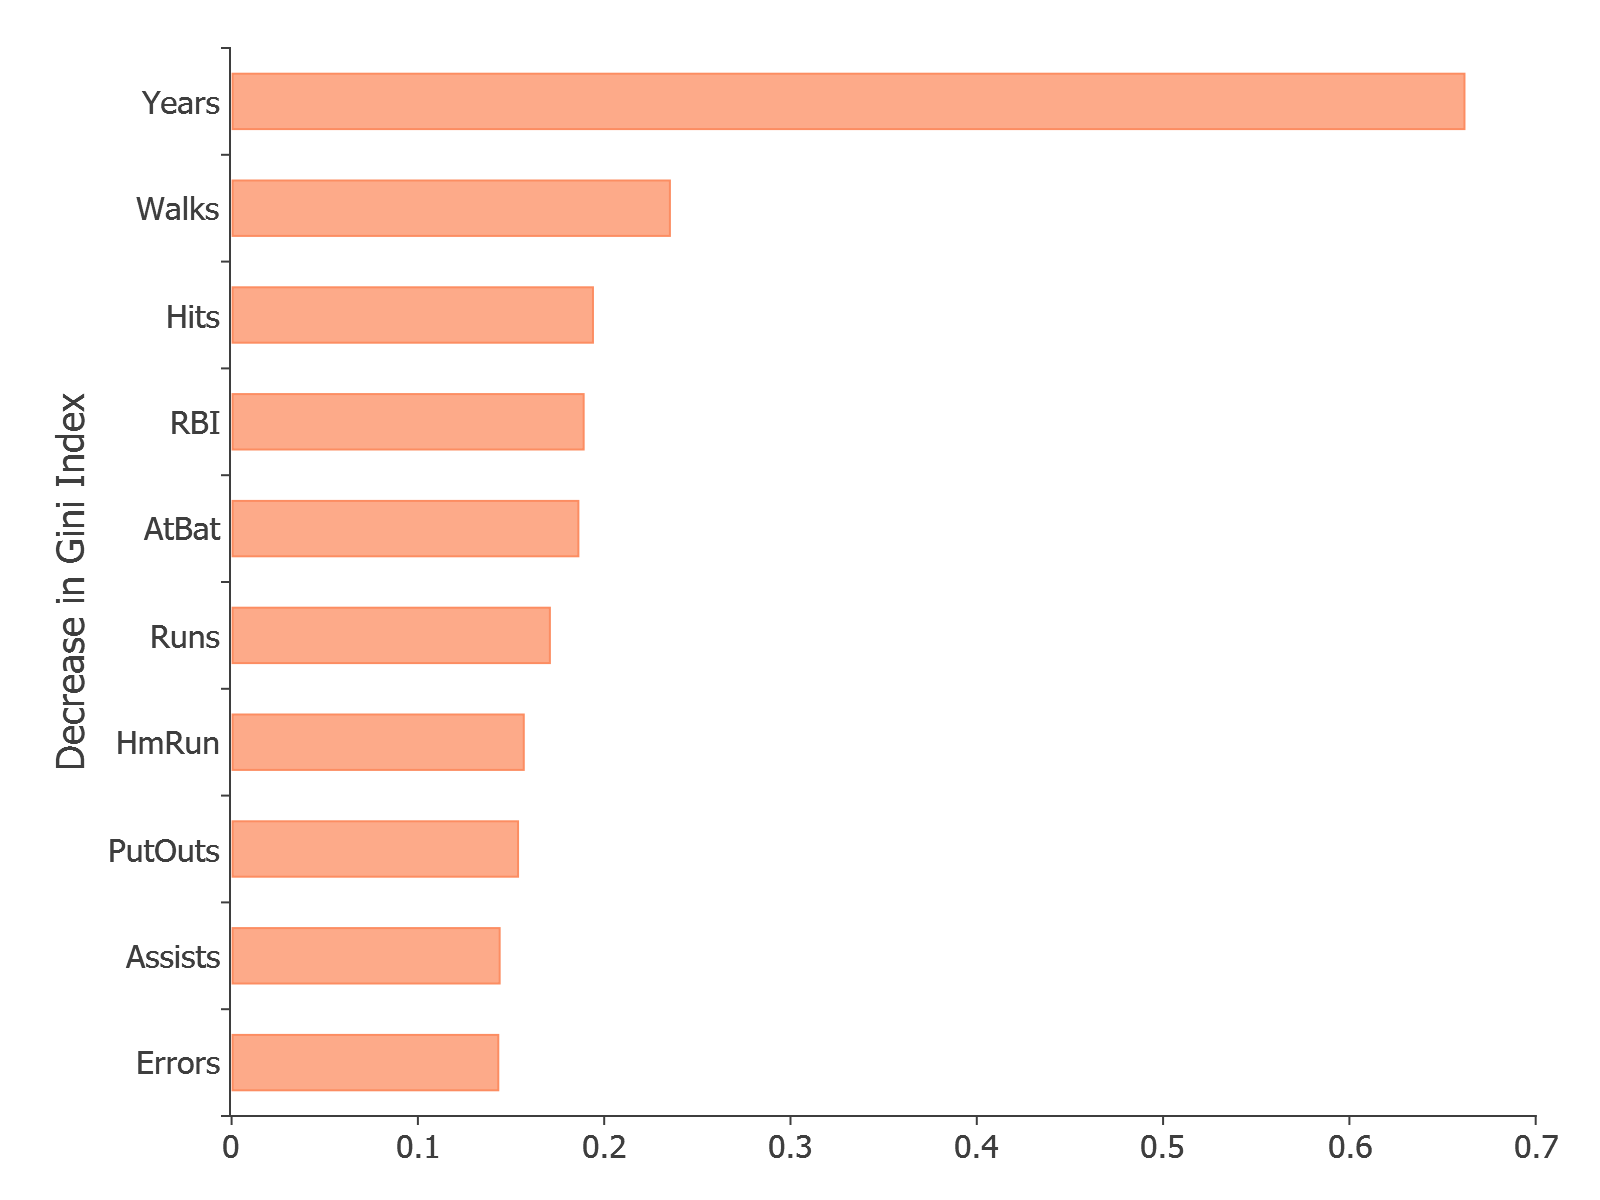 Decrease in Gini Index
Years
Walks
Hits
RBI
AtBat
Runs
HmRun
PutOuts
Assists
Errors
0 0.1 0.2 0.3 0.4 0.5 0.6 0.7